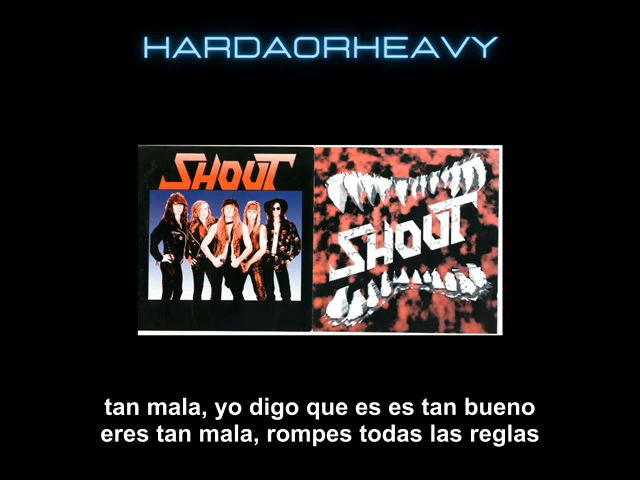 HARDAORHEAVY
SHOUT
SHOUT
tan mala, yo digo que es es tan bueno
eres tan mala, rompes todas las reglas